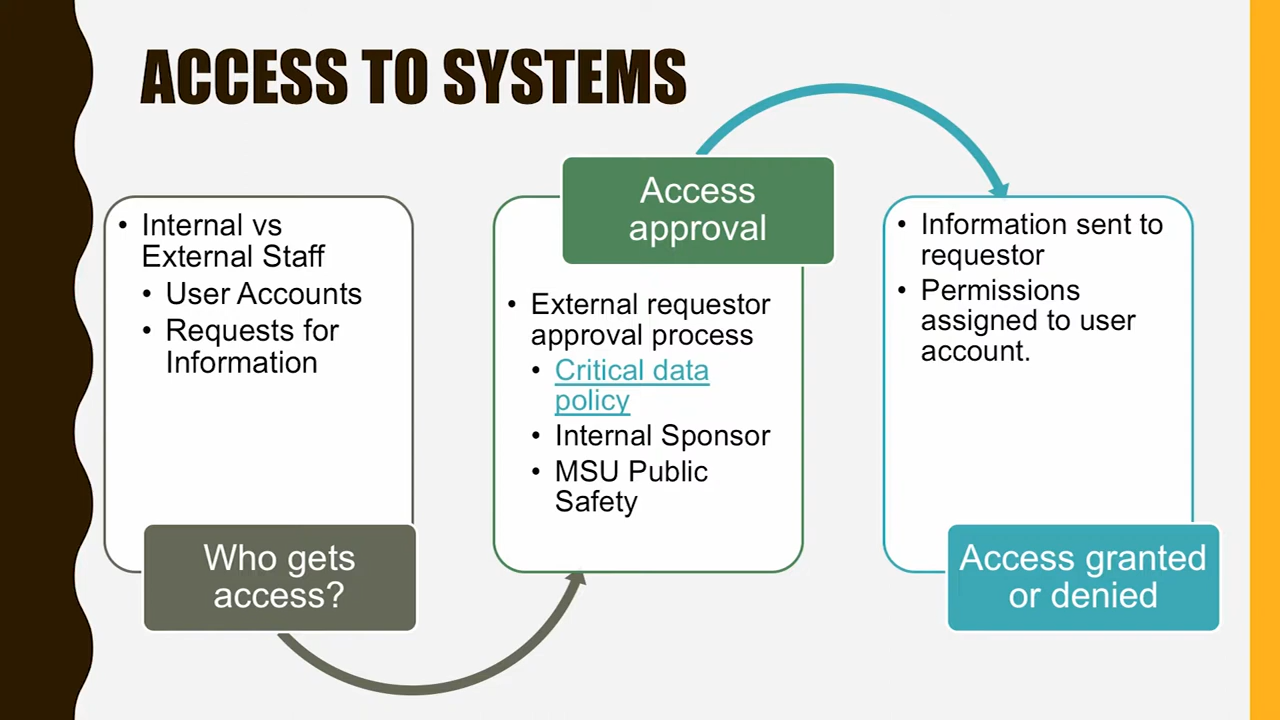 ACCESS TO SYSTEMS
• Internal vs
External Staff
• User Accounts
• Requests for
Information
Who gets
access?
Access
approval
• External requestor
approval process
• Critical data
policy
• Internal Sponsor
• MSU Public
Safety
• Information sent to
requestor
• Permissions
assigned to user
account.
Access granted
or denied